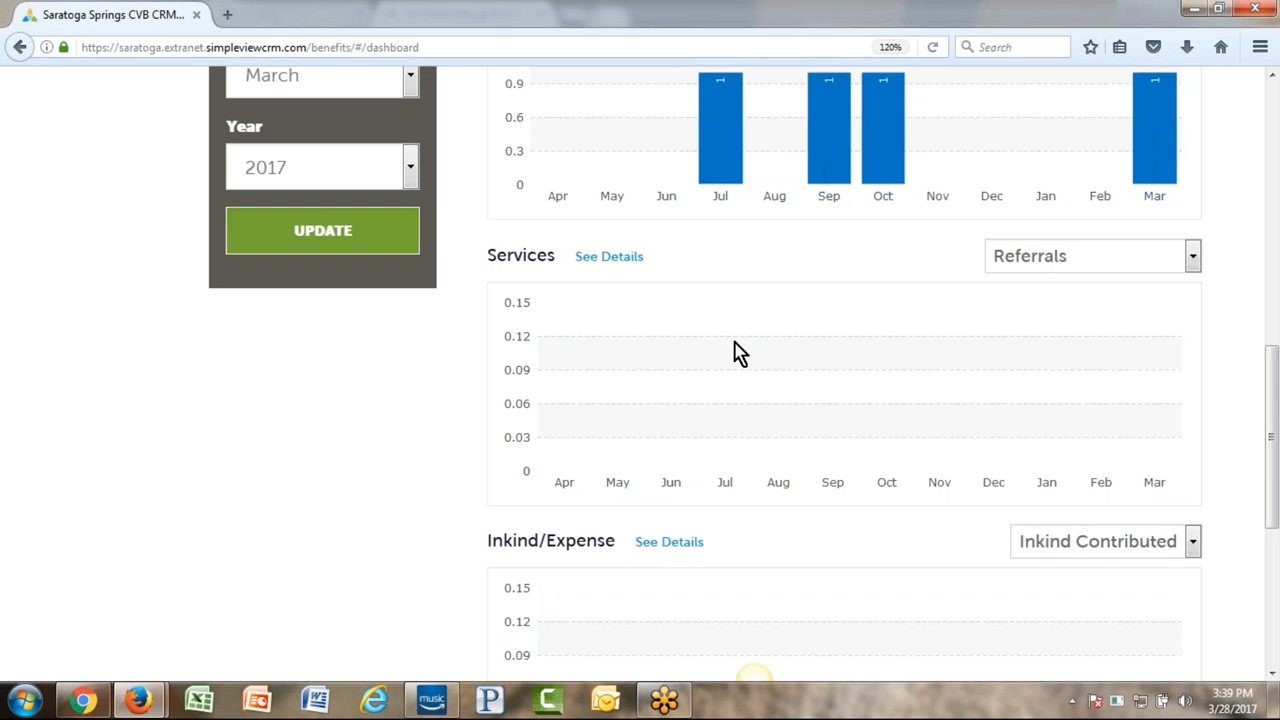 Saratoga Springs CVB CRM...
https://saratoga.extranet.simpleviewcrm.com/benefits/#/dashboard
120%
Search
March
Year
2017
UPDATE
0.9
0.6
0.3
0
1
1
1
1
Apr May Jun Jul Aug Sep Oct Nov Dec Jan Feb Mar
Services See Details
Referrals
0.15
0.12
0.09
0.06
0.03
0
Apr May Jun Jul Aug Sep Oct Nov Dec Jan Feb Mar
Inkind/Expense See Details
Inkind Contributed
0.15
0.12
0.09
music
3:39 PM
3/28/2017